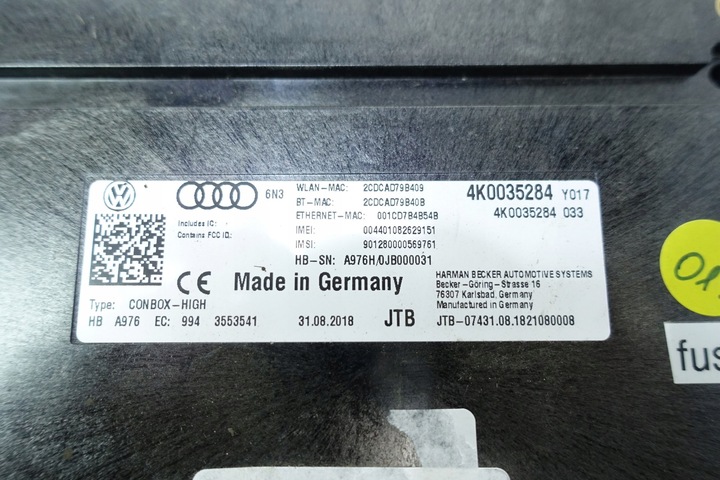 6N3
WLAN-MAC: 2CDCAD79B409
BT-MAC: 2CDCAD79B40B
ETHERNET-MAC: 001CD7B4B54B
IMEI: 004401082629151
IMSI: 901280000569761
HB-SN: A976H/0JB000031
4K0035284 Y017
4K0035284 033
Includes IC: -
Contains FCC ID: -
CE Made in Germany
HARMAN BECKER AUTOMOTIVE SYSTEMS
Becker-Göring-Strasse 16
76307 Karlsbad, Germany
Manufactured in Germany
Type: CONBOX-HIGH
HB A976 EC: 994 3553541 31.08.2018 JTB JTB-07431.08.1821080008
fus